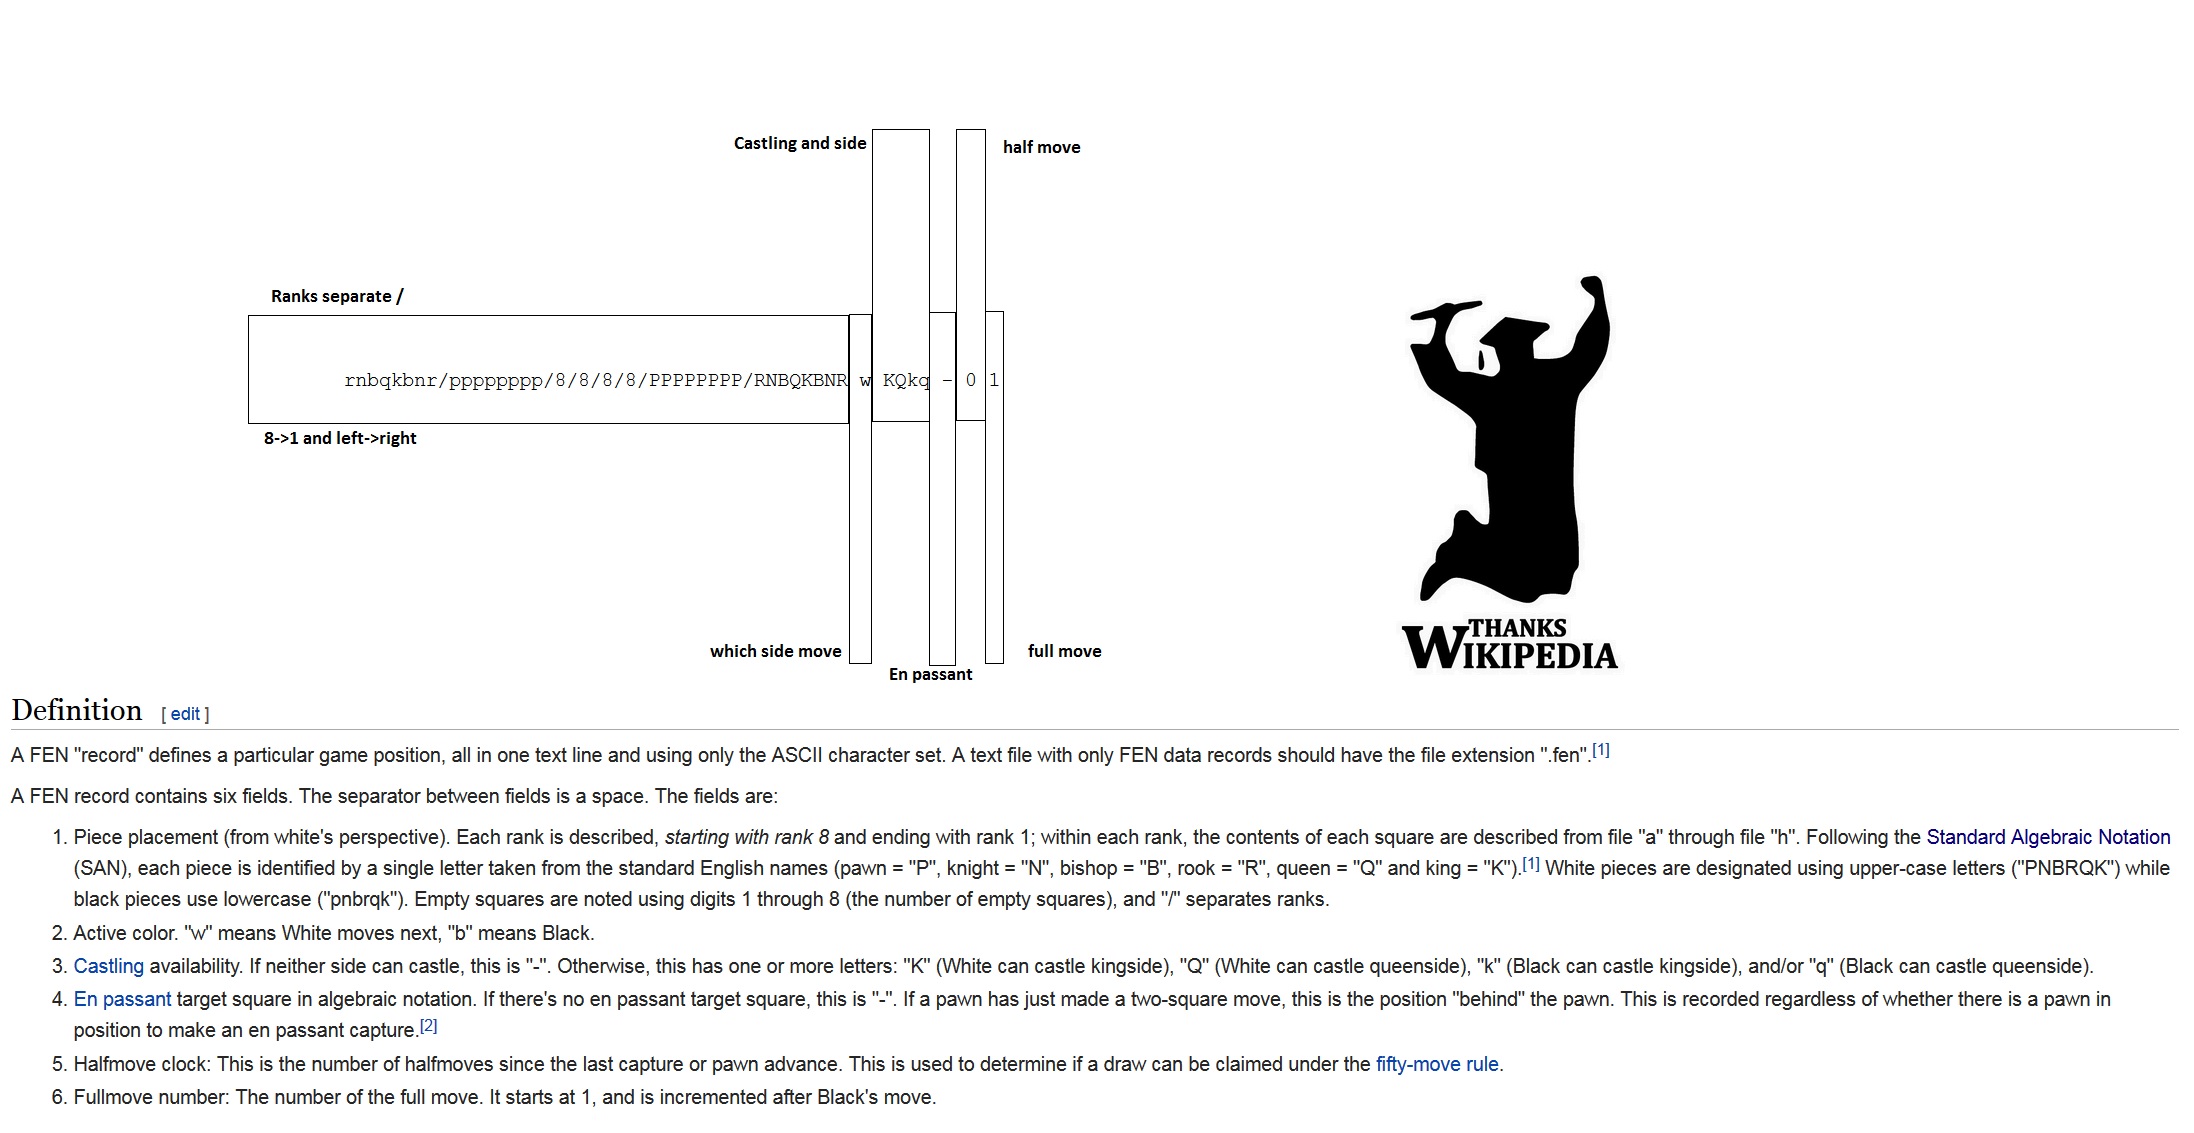 Castling and side
half move
Ranks separate /
rnbqkbnr/pppppppp/8/8/8/8/PPPPPPPP/RNBQKBNR w KQkq - 0 1
8->1 and left->right
THANKS
WIKIPEDIA
which side move
full move
En passant
Definition [ edit ]
A FEN "record" defines a particular game position, all in one text line and using only the ASCII character set. A text file with only FEN data records should have the file extension ".fen".[1]
A FEN record contains six fields. The separator between fields is a space. The fields are:
1. Piece placement (from white's perspective). Each rank is described, starting with rank 8 and ending with rank 1; within each rank, the contents of each square are described from file "a" through file "h". Following the Standard Algebraic Notation
(SAN), each piece is identified by a single letter taken from the standard English names (pawn = "P", knight = "N", bishop = "B", rook = "R", queen = "Q" and king = "K").[1] White pieces are designated using upper-case letters ("PNBRQK") while
black pieces use lowercase ("pnbrqk"). Empty squares are noted using digits 1 through 8 (the number of empty squares), and "/" separates ranks.
2. Active color. "w" means White moves next, "b" means Black.
3. Castling availability. If neither side can castle, this is "-". Otherwise, this has one or more letters: "K" (White can castle kingside), "Q" (White can castle queenside), "k" (Black can castle kingside), and/or "q" (Black can castle queenside).
4. En passant target square in algebraic notation. If there's no en passant target square, this is "-". If a pawn has just made a two-square move, this is the position "behind" the pawn. This is recorded regardless of whether there is a pawn in
position to make an en passant capture.[2]
5. Halfmove clock: This is the number of halfmoves since the last capture or pawn advance. This is used to determine if a draw can be claimed under the fifty-move rule.
6. Fullmove number: The number of the full move. It starts at 1, and is incremented after Black's move.